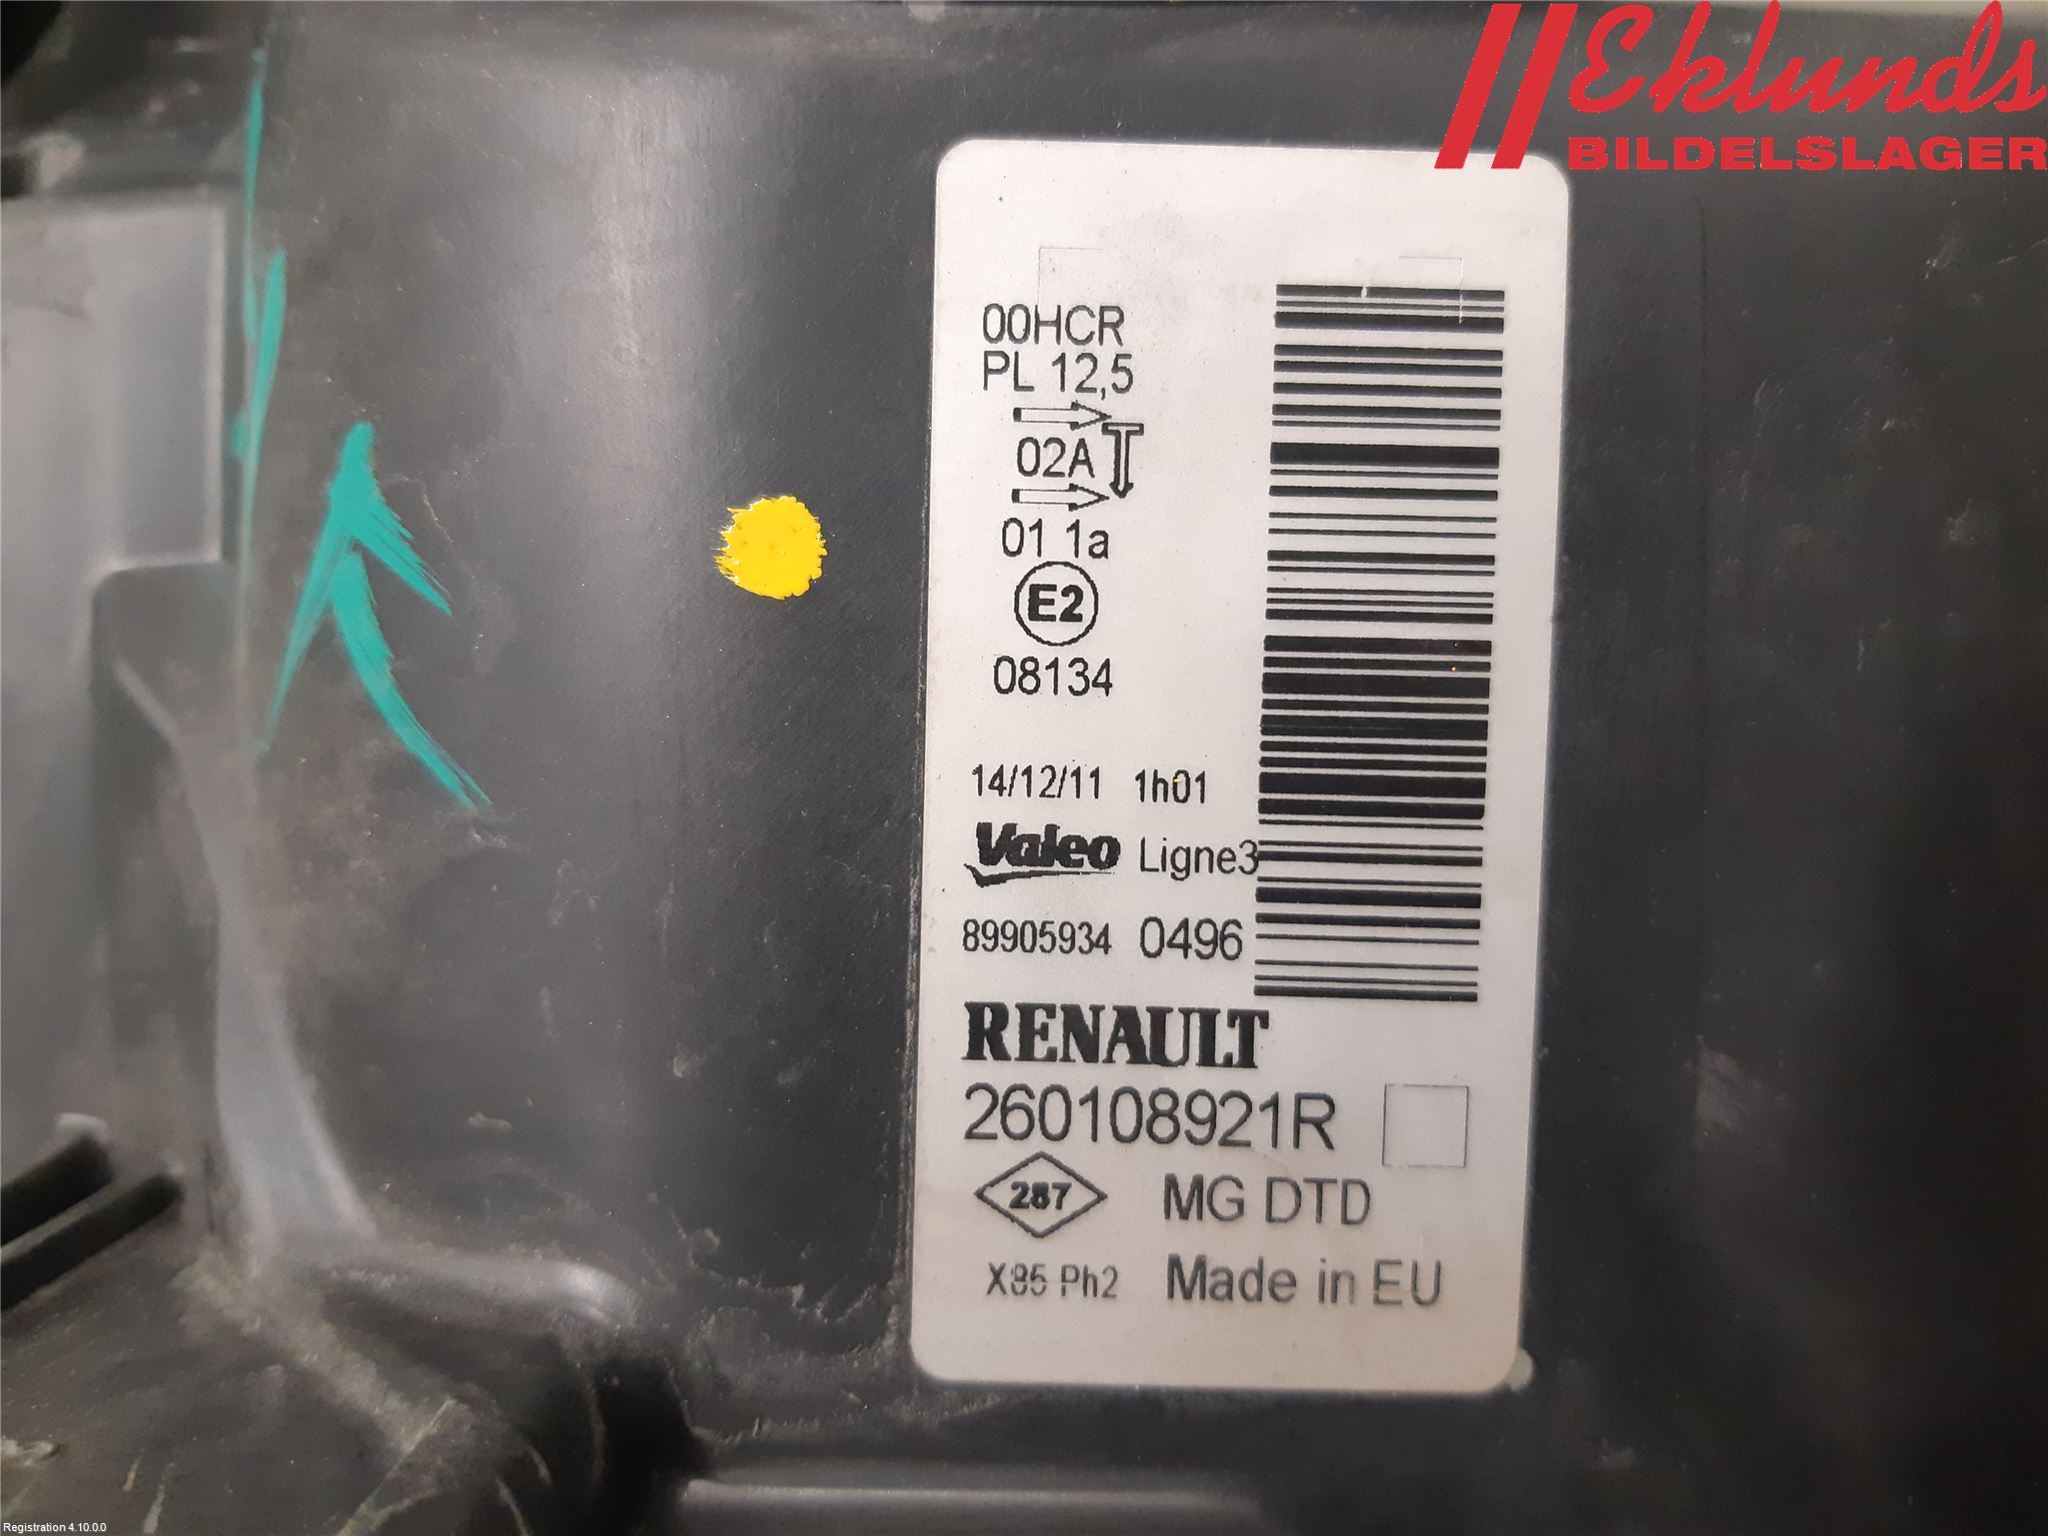 Eklunds
BILDELSLAGER
00HCR
PL 12,5
02A
01 1a
E2
08134
14/12/11 1h01
Valeo Ligne3
89905934 0496
RENAULT
260108921R
287 MG DTD
X85 Ph2 Made in EU
Registration 4.10.0.0